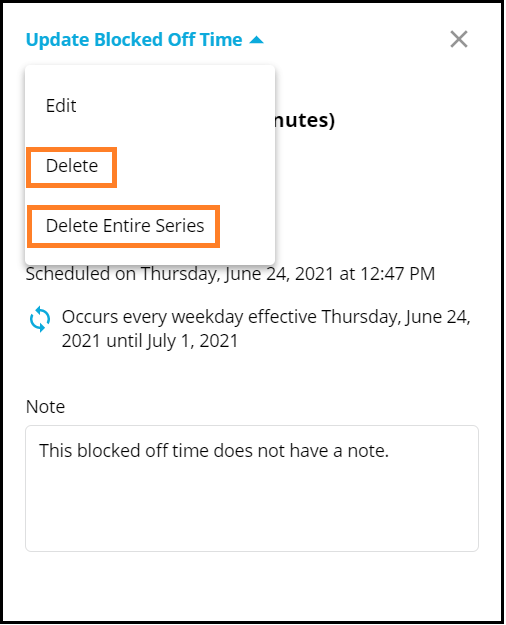 Update Blocked Off Time
Edit
nutes)
Delete
Delete Entire Series
Scheduled on Thursday, June 24, 2021 at 12:47 PM
Occurs every weekday effective Thursday, June 24,
2021 until July 1, 2021
Note
This blocked off time does not have a note.